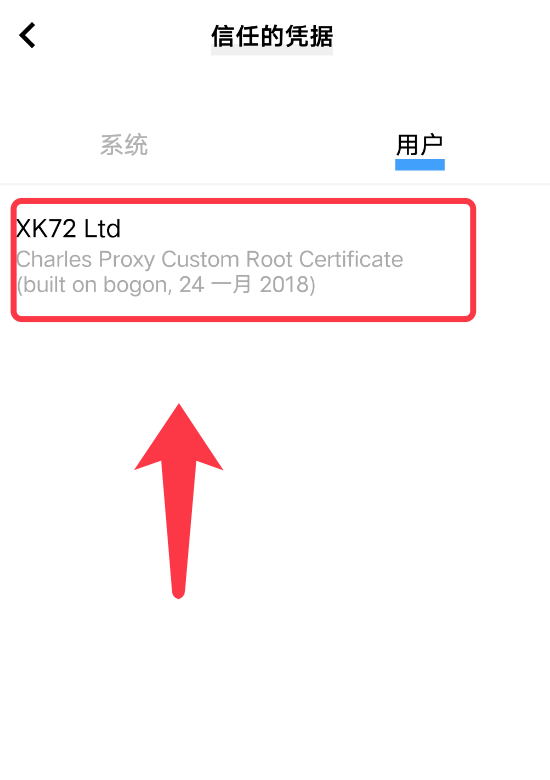 信任的凭据
系统
用户
XK72 Ltd
Charles Proxy Custom Root Certificate
(built on bogon, 24 一月 2018)